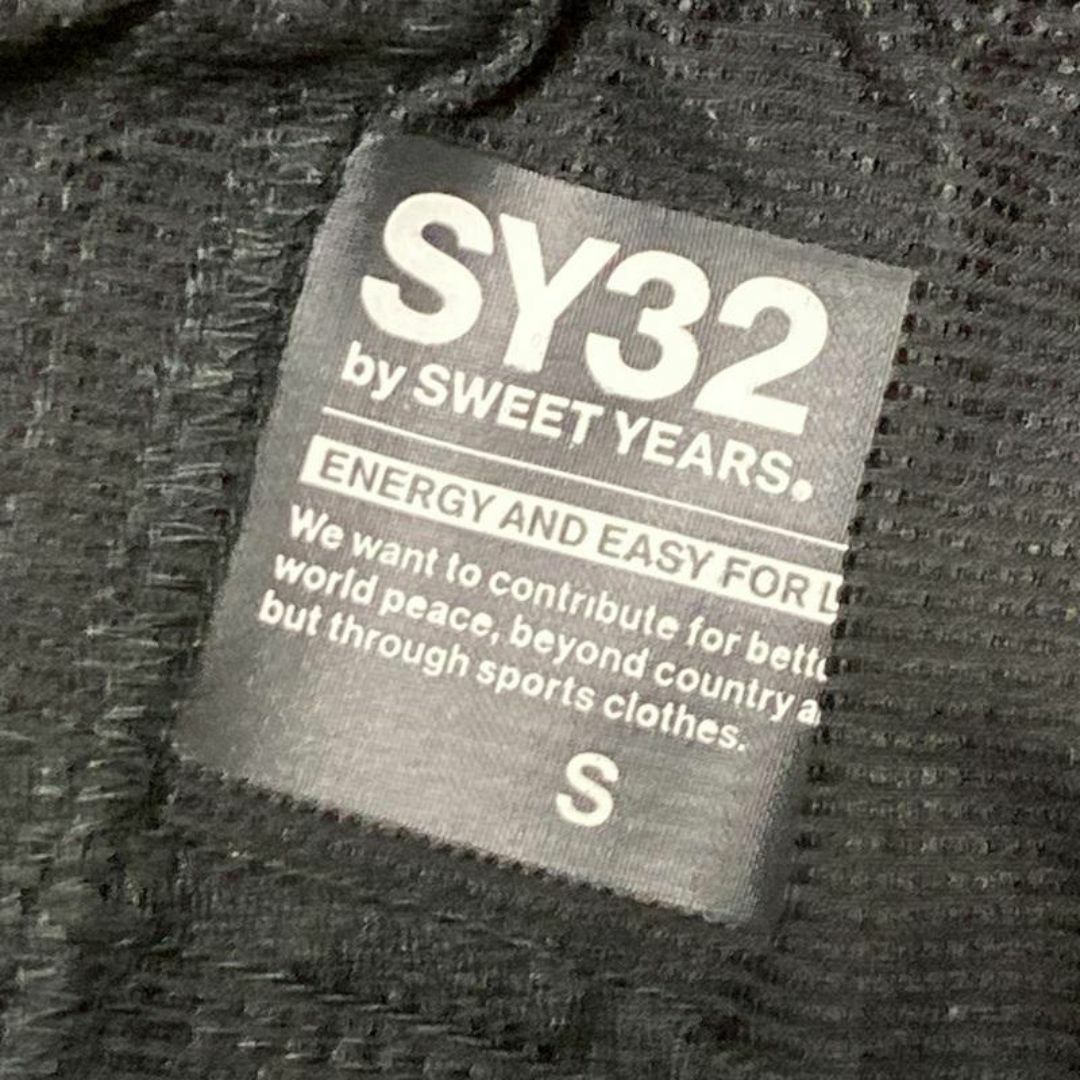 SY32
by SWEET YEARS.
ENERGY AND EASY FOR
We want to contribute for
world peace, beyond country
but through sports clothes.
S